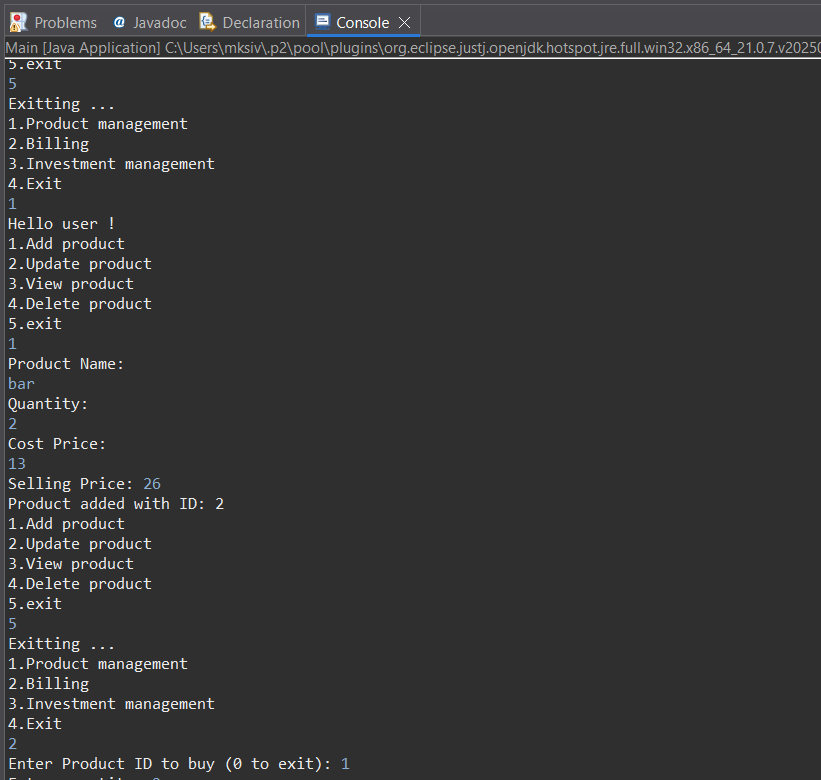 Problems @ Javadoc Declaration Console
Main [Java Application] C:\Users\mksiv\.p2\pool\plugins\org.eclipse.justj.openjdk.hotspot.jre.full.win32.x86_64_21.0.7.v20250
5.exit
5
Exitting ...
1.Product management
2.Billing
3.Investment management
4.Exit
1
Hello user !
1.Add product
2.Update product
3.View product
4.Delete product
5.exit
1
Product Name:
bar
Quantity:
2
Cost Price:
13
Selling Price: 26
Product added with ID: 2
1.Add product
2.Update product
3.View product
4.Delete product
5.exit
5
Exitting ...
1.Product management
2.Billing
3.Investment management
4.Exit
2
Enter Product ID to buy (0 to exit): 1